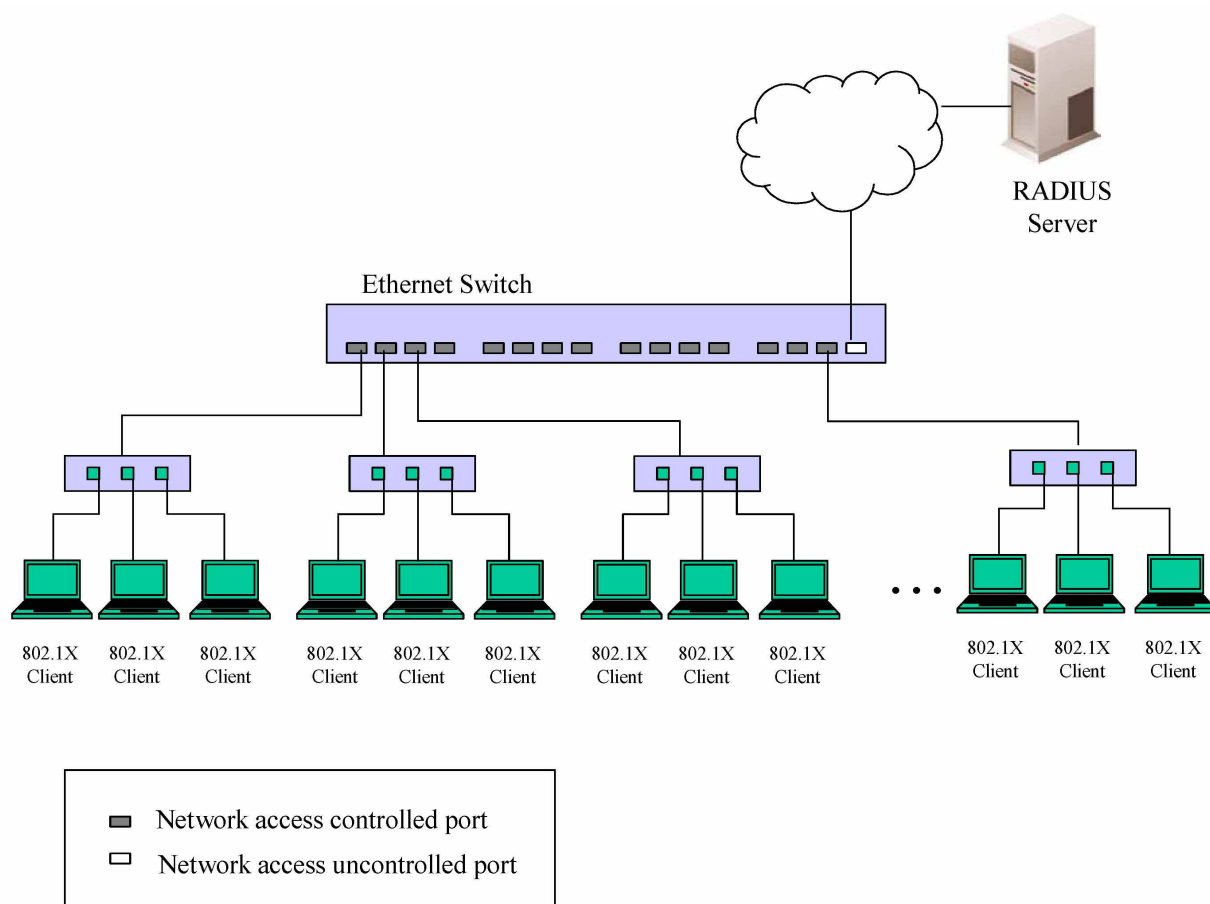 RADIUS
Server
Ethernet Switch
802.1X
Client
802.1X
Client
802.1X
Client
802.1X
Client
802.1X
Client
802.1X
Client
802.1X
Client
802.1X
Client
802.1X
Client
802.1X
Client
802.1X
Client
802.1X
Client
Network access controlled port
Network access uncontrolled port